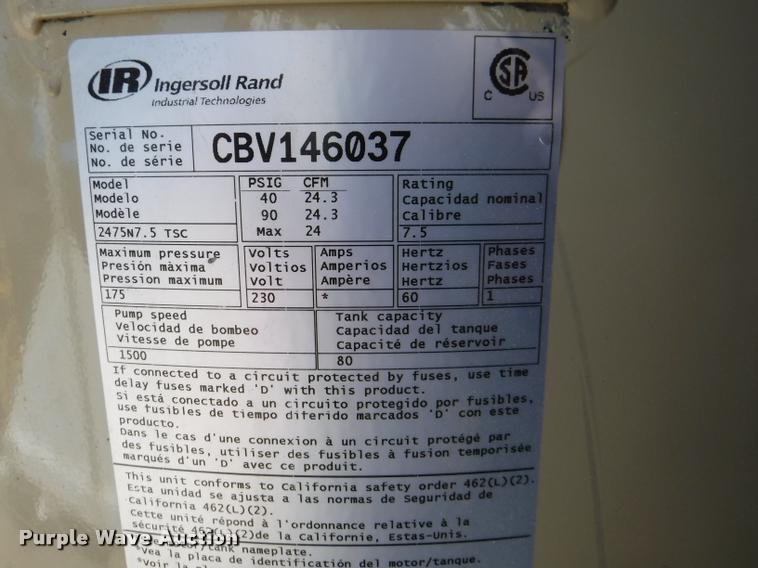 IR Ingersoll Rand
Industrial Technologies
C SA US
Serial No.
No. de serie
No. de série
CBV146037
Model
Modelo
Modèle
2475N7.5 TSC
PSIG CFM
40 24.3
90 24.3
Max 24
Rating
Capacidad nominal
Calibre
7.5
Maximum pressure
Presión màxima
Pression maximum
175
Volts
Voltios
Volt
230
Amps
Amperios
Ampère
*
Hertz
Hertzios
Hertz
60
Phases
Fases
Phases
1
Pump speed
Velocidad de bombeo
Vitesse de pompe
1500
Tank capacity
Capacidad del tanque
Capacité de réservoir
80
If connected to a circuit protected by fuses, use time
delay fuses marked 'D' with this product.
Si está conectado a un circuito protegido por fusibles,
use fusibles de tiempo diferido marcados 'D' con este
producto.
Dans le cas d'une connexion à un circuit protégé par
des fusibles, utiliser des fusibles à fusion temporisée
marqués d'un 'D' avec ce produit.
This unit conforms to California safety order 462(L)(2).
Esta unidad se ajusta a las normas de Seguridad de
California 462(L)(2).
Cette unité répond à l'ordonnance relative à la
sécurité 462(L)(2)de la Californie, Estas-Unis.
motor/tank nameplate.
*Vea la placa de identificación del motor/tanque.
*Voir la
Purple Wave Auction